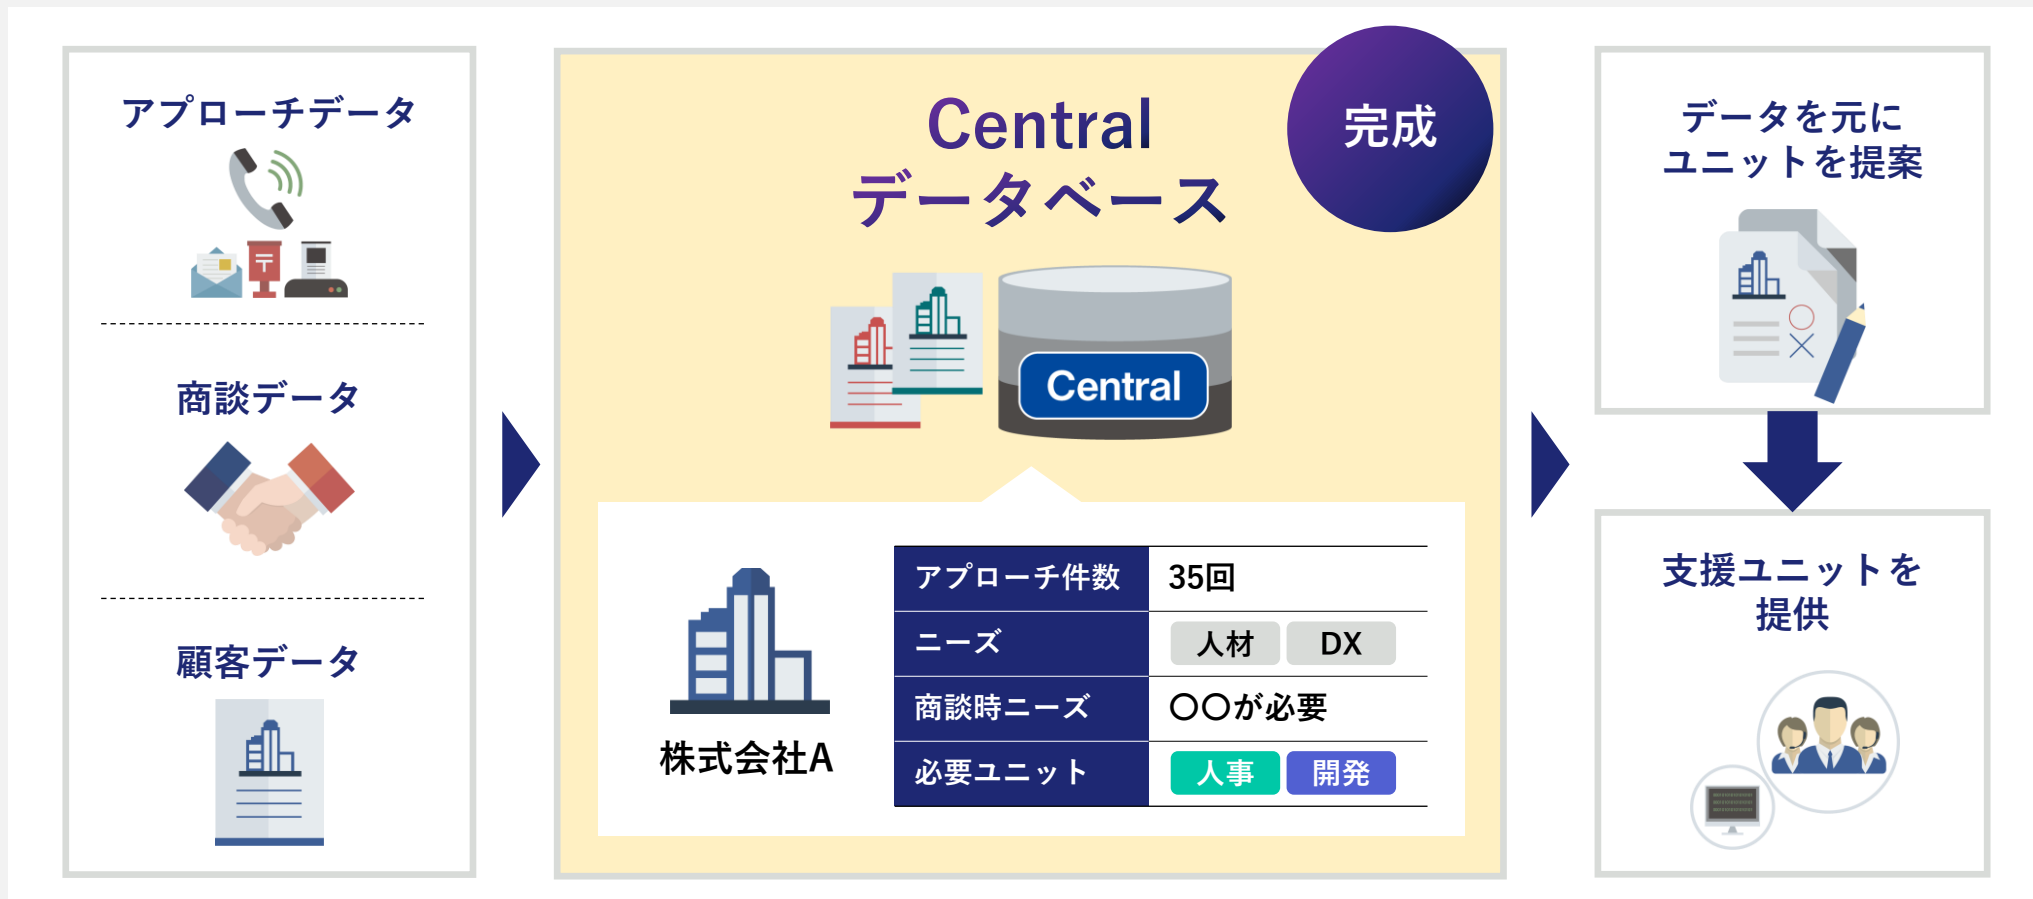 アプローチデータ
商談データ
顧客データ
Central
データベース
完成
Central
株式会社A
アプローチ件数 35回
ニーズ 人材 DX
商談時ニーズ 〇〇が必要
必要ユニット 人事 開発
データを元に
ユニットを提案
支援ユニットを
提供